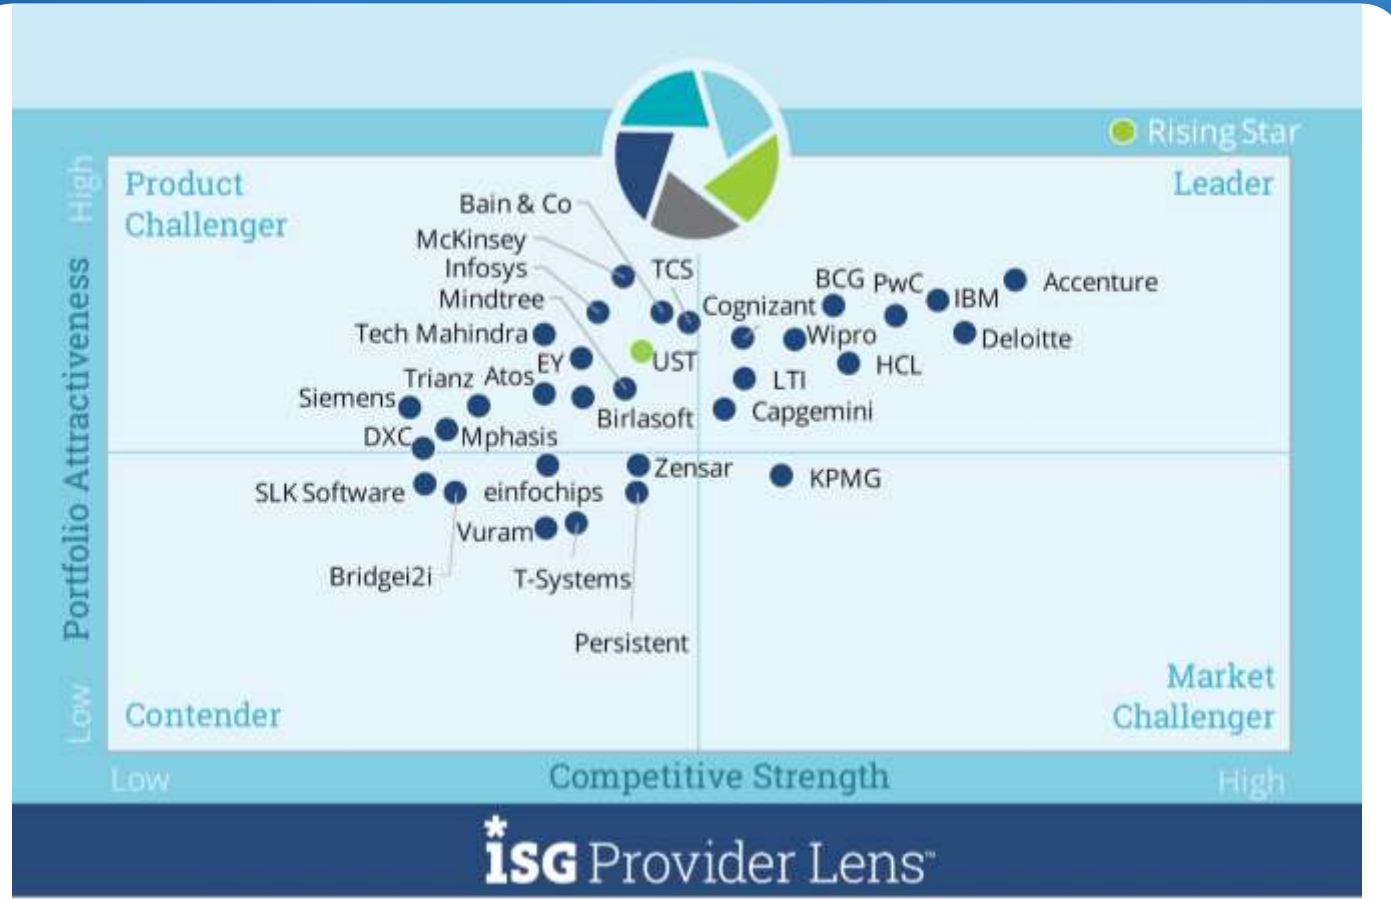 Rising Star
High
Product
Challenger
Leader
Bain & Co
McKinsey
Infosys
TCS
Mindtree
BCG
PwC
IBM
Accenture
Cognizant
Tech Mahindra
Wipro
Deloitte
EY
UST
HCL
Trianz
Atos
LTI
Siemens
Birlasoft
Capgemini
DXC
Mphasis
Zensar
KPMG
SLK Software
einfochips
Vuram
Bridgei2i
T-Systems
Persistent
Portfolio Attractiveness
Market
Challenger
Contender
Low
Low
Competitive Strength
High
iSG Provider Lens™